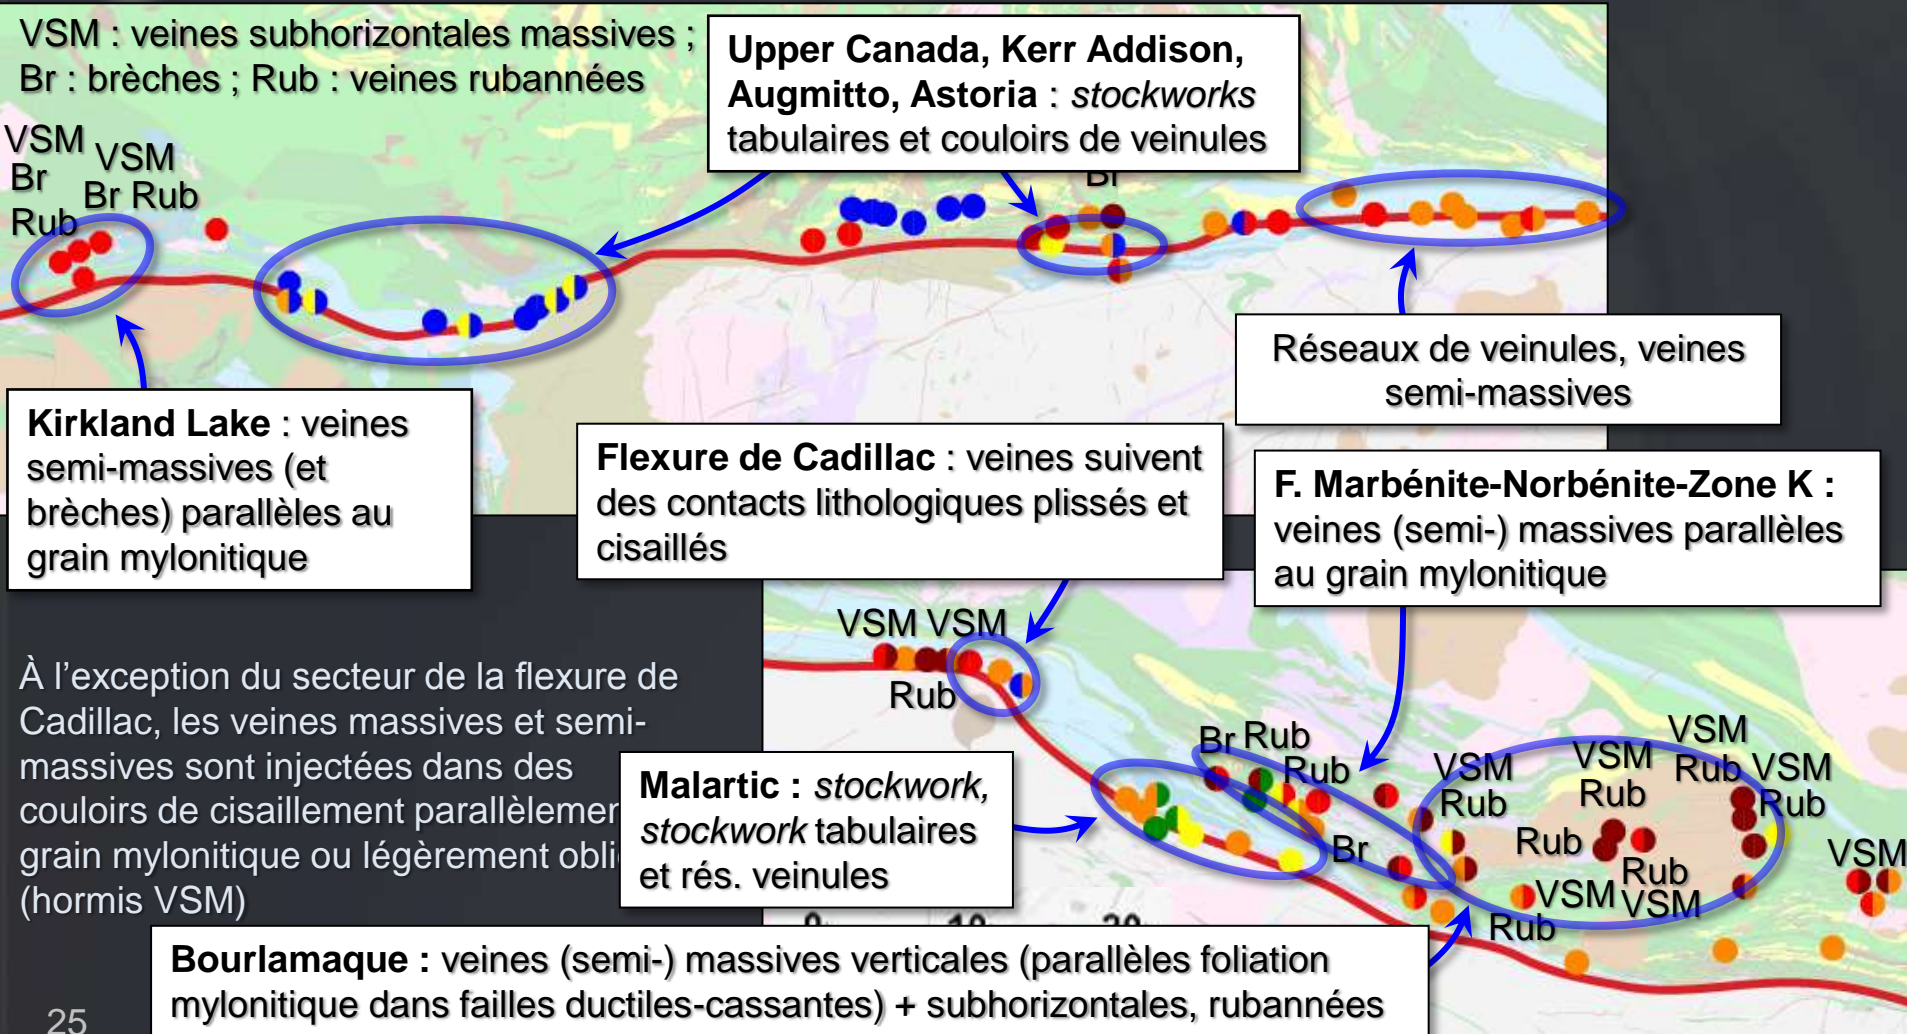 VSM : veines subhorizontales massives ;
Br : brèches ; Rub : veines rubannées
Upper Canada, Kerr Addison,
Augmitto, Astoria : stockworks
tabulaires et couloirs de veinules
VSM
Br
Rub
VSM
Br Rub
Br
Réseaux de veinules, veines
semi-massives
Kirkland Lake : veines
semi-massives (et
brèches) parallèles au
grain mylonitique
Flexure de Cadillac : veines suivent
des contacts lithologiques plissés et
cisaillés
F. Marbénite-Norbénite-Zone K :
veines (semi-) massives parallèles
au grain mylonitique
À l’exception du secteur de la flexure de
Cadillac, les veines massives et semi-
massives sont injectées dans des
couloirs de cisaillement
grain mylonitique ou légèrement
(hormis VSM)
VSM VSM
Rub
Malartic : stockwork,
stockwork tabulaires
et rés. veinules
Br Rub
Rub
Br
VSM
Rub
VSM
Rub
VSM
Rub
VSM
Rub
Rub
Rub
VSM
VSM
Rub
VSM
Bourlamaque : veines (semi-) massives verticales (parallèles foliation
mylonitique dans failles ductiles-cassantes) + subhorizontales, rubannées
25